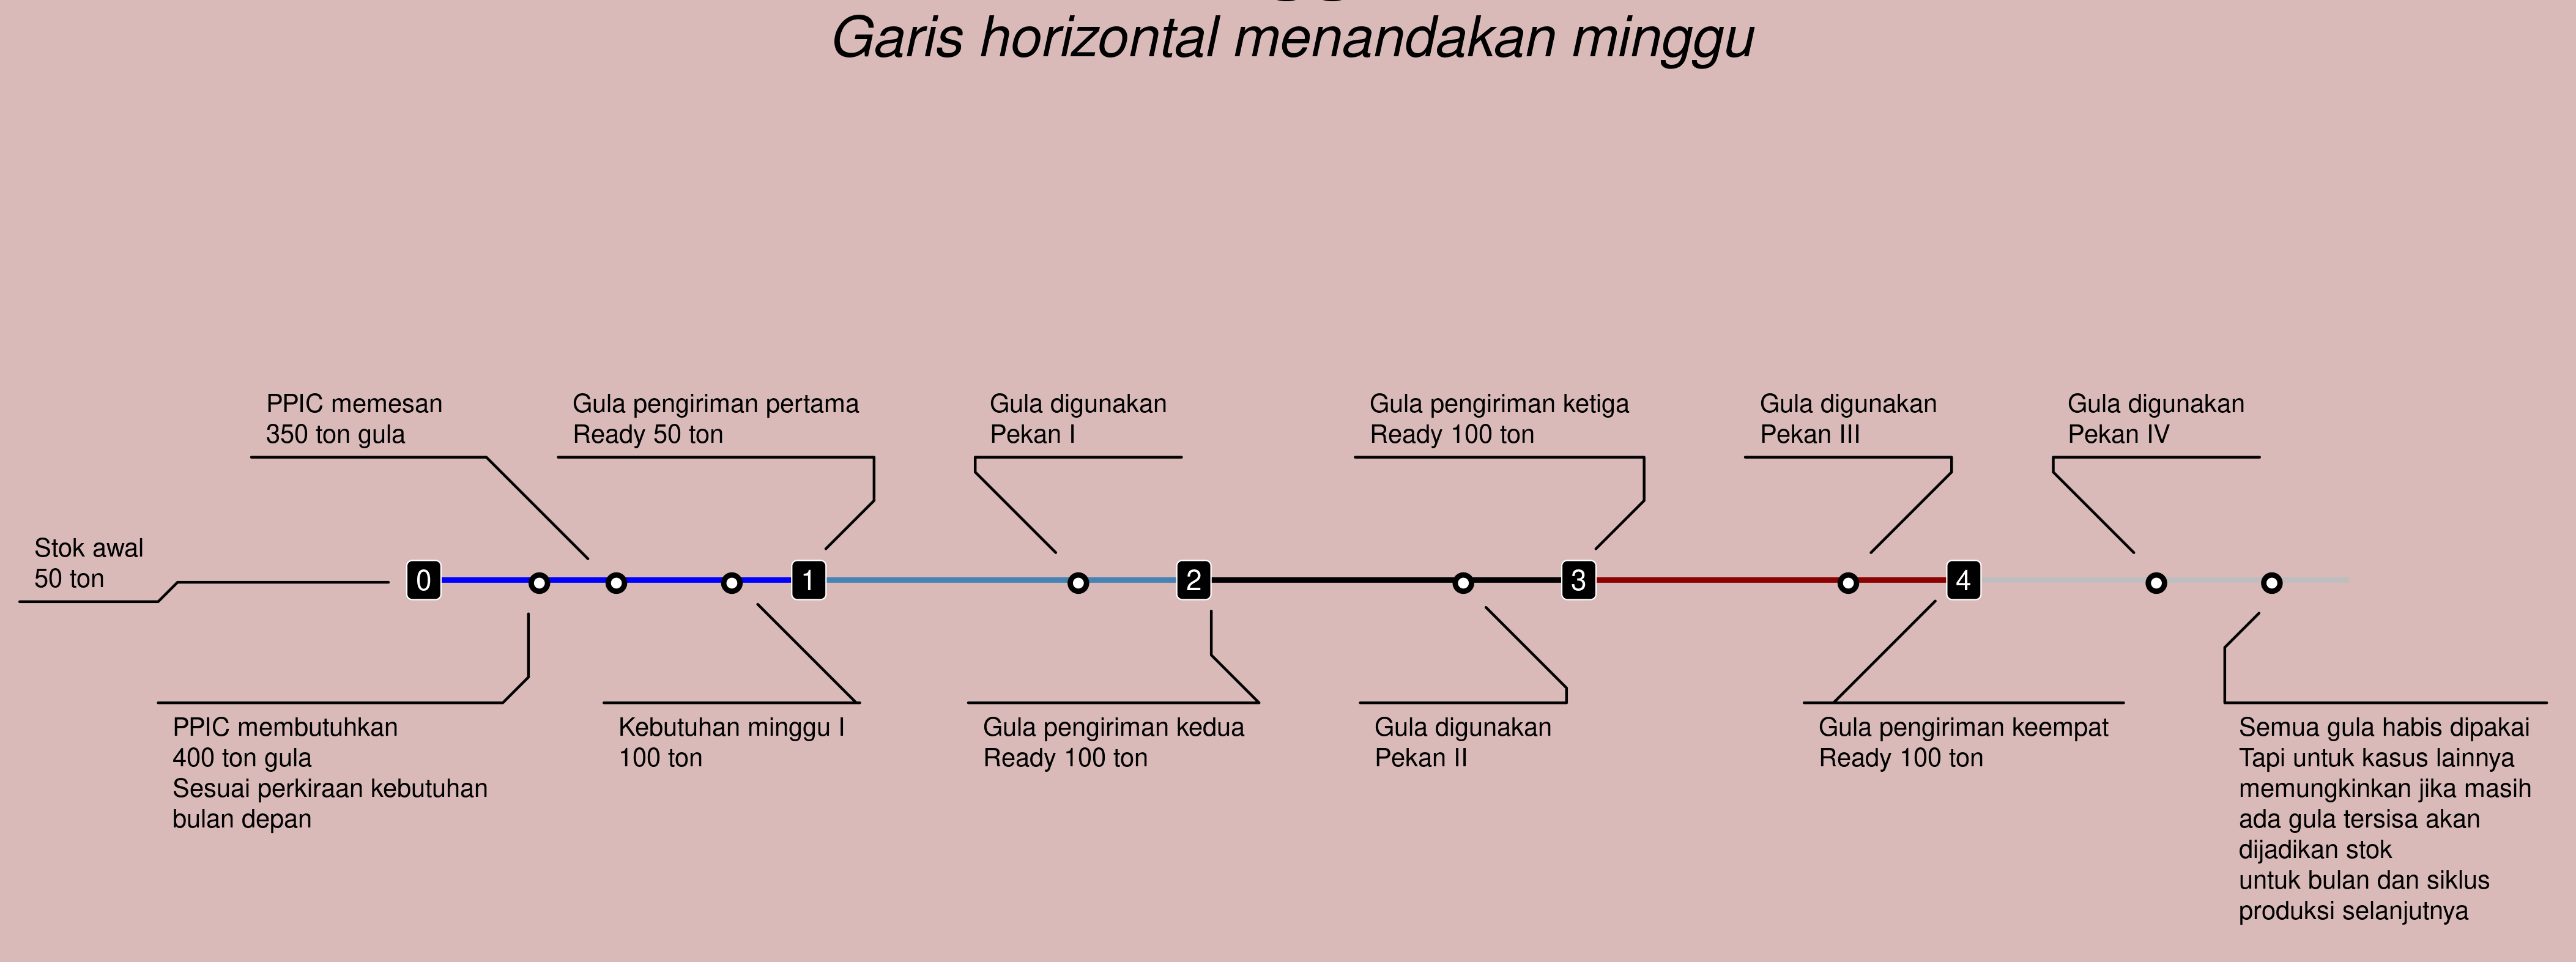 Garis horizontal menandakan minggu
PPIC memesan
350 ton gula
Gula pengiriman pertama
Ready 50 ton
Gula digunakan
Pekan I
Gula pengiriman ketiga
Ready 100 ton
Gula digunakan
Pekan III
Gula digunakan
Pekan IV
Stok awal
50 ton
0
1
2
3
4
PPIC membutuhkan
400 ton gula
Sesuai perkiraan kebutuhan
bulan depan
Kebutuhan minggu I
100 ton
Gula pengiriman kedua
Ready 100 ton
Gula digunakan
Pekan II
Gula pengiriman keempat
Ready 100 ton
Semua gula habis dipakai
Tapi untuk kasus lainnya
memungkinkan jika masih
ada gula tersisa akan
dijadikan stok
untuk bulan dan siklus
produksi selanjutnya